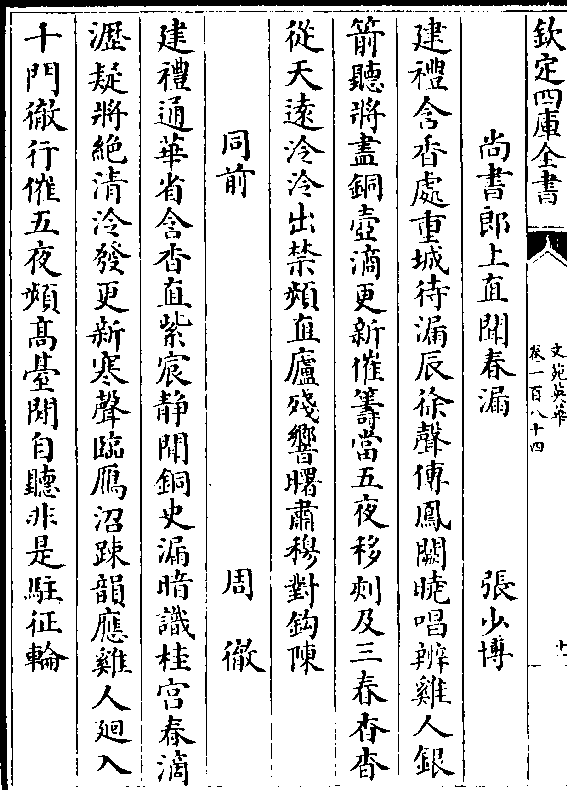 欽定四庫全書
文苑英華
卷一百八十四
尚書郎上直聞春漏 張少博
建禮含香處重城待漏辰徐聲傳鳳闕曉唱辨雞人銀
箭聽將盡銅壺滴更新催籌當五夜移刻及三春杳杳
從天遠泠泠出禁頻直廬殘響曙肅穆對鈎陳
同前 周徹
建禮通華省含香直紫宸静聞銅史漏暗識桂宫春滴
瀝疑將絶清泠發更新寒聲臨鴈沼踈韻應雞人廻入
千門徹行催五夜頻髙臺閒自聽非是駐征輪